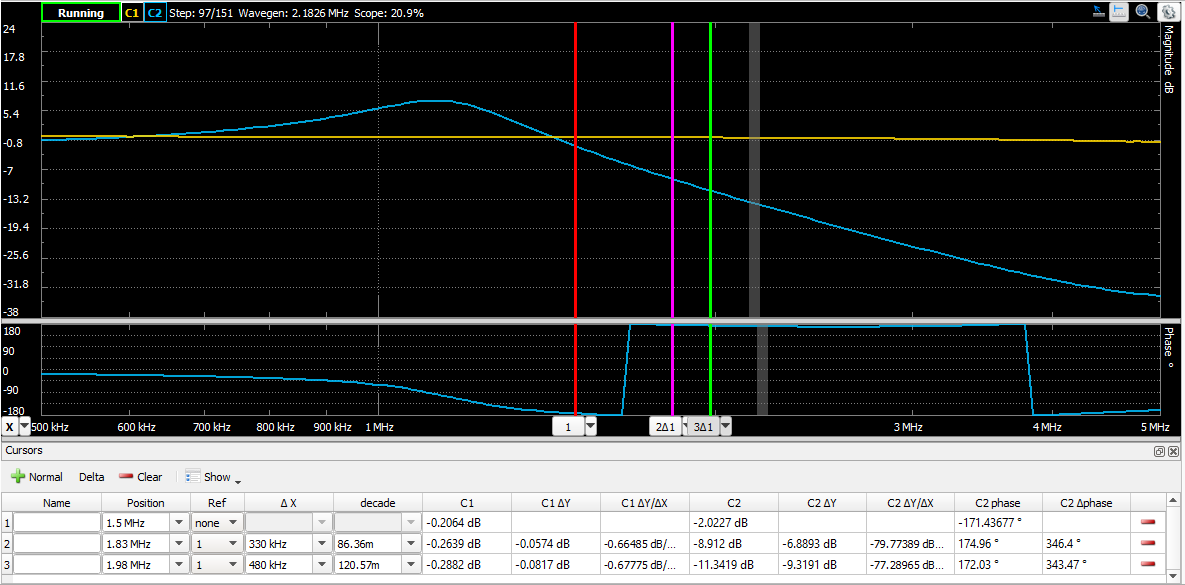 Running C1 C2 Step: 97/151 Wavegen: 2.1826 MHz Scope: 20.9%
24
17.8
11.6
5.4
-0.8
-7
-13.2
-19.4
-25.6
-31.8
-38
Magnitude dB
180
90
0
-90
-180
Phase °
X 500 kHz 600 kHz 700 kHz 800 kHz 900 kHz 1 MHz 1 2Δ1 3Δ1 3 MHz 4 MHz 5 MHz
Cursors
Normal Delta Clear Show
Name Position Ref Δ X decade C1 C1 ΔY C1 ΔY/ΔX C2 C2 ΔY C2 ΔY/ΔX C2 phase C2 Δphase
1 1.5 MHz none -0.2064 dB -2.0227 dB -171.43677 °
2 1.83 MHz 1 330 kHz 86.36m -0.2639 dB -0.0574 dB -0.66485 dB/... -8.912 dB -6.8893 dB -79.77389 dB... 174.96 ° 346.4 °
3 1.98 MHz 1 480 kHz 120.57m -0.2882 dB -0.0817 dB -0.67775 dB/... -11.3419 dB -9.3191 dB -77.28965 dB... 172.03 ° 343.47 °